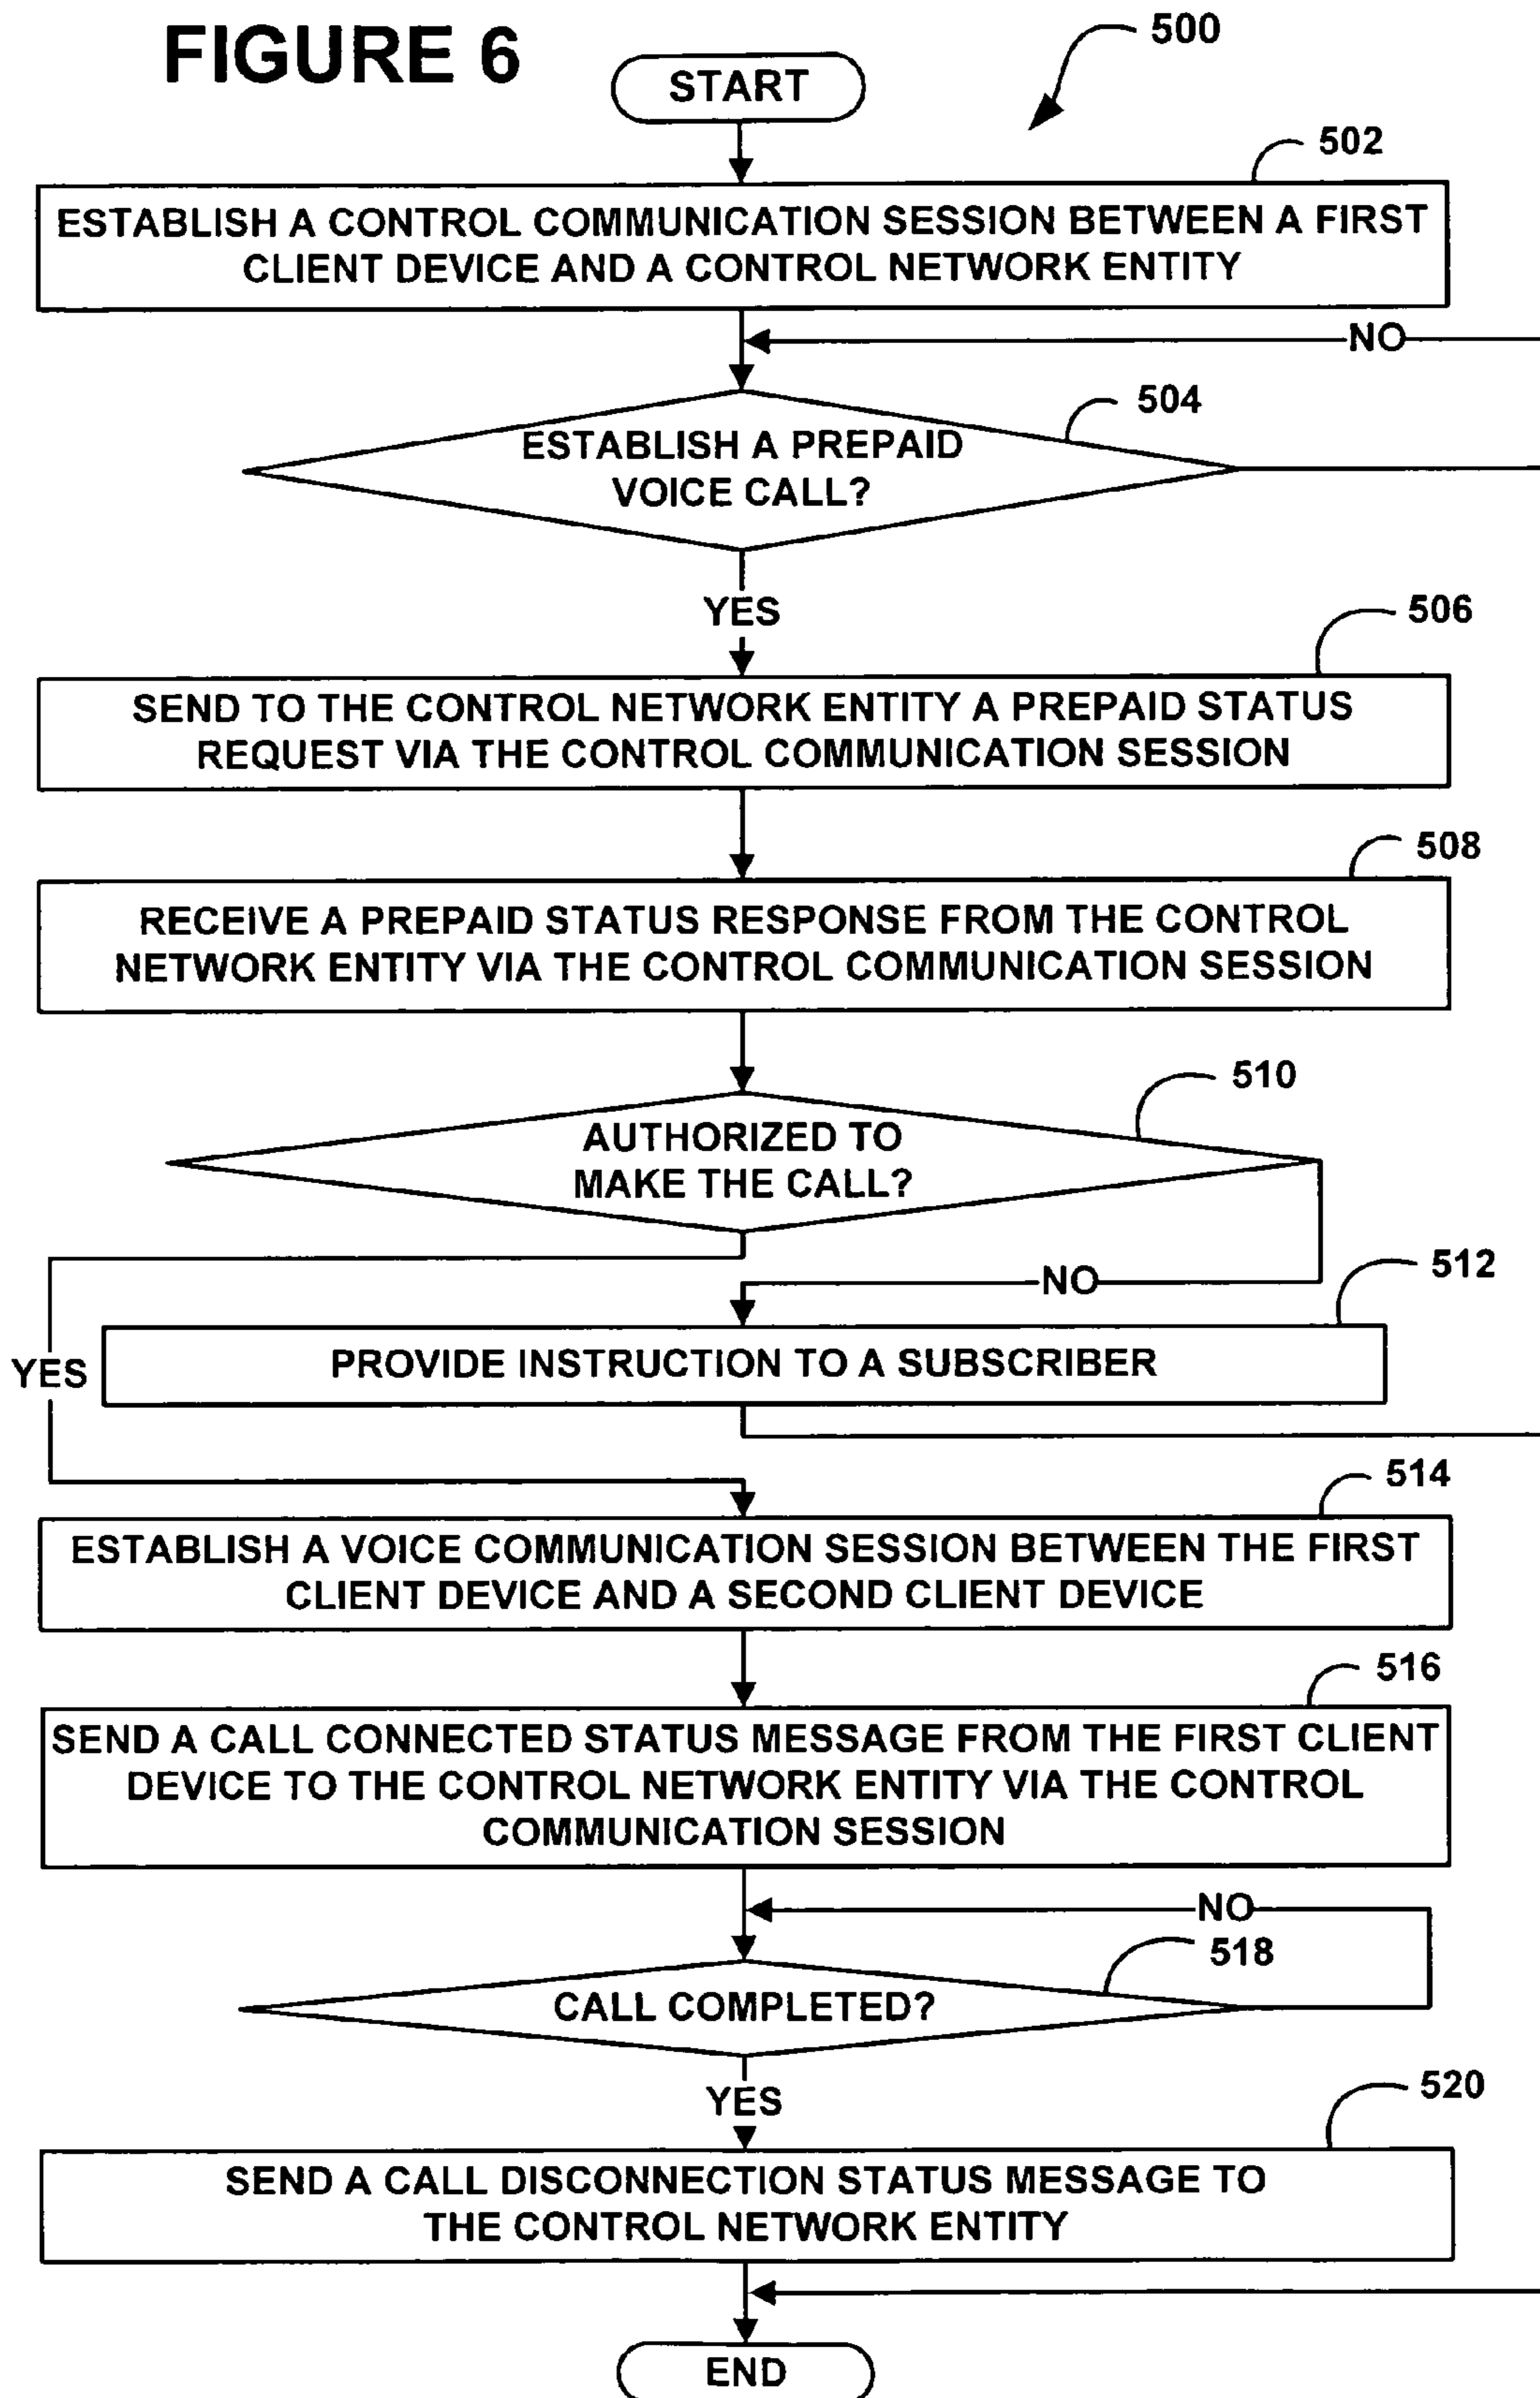 FIGURE 6
500
START
502
ESTABLISH A CONTROL COMMUNICATION SESSION BETWEEN A FIRST
CLIENT DEVICE AND A CONTROL NETWORK ENTITY
NO
504
ESTABLISH A PREPAID
VOICE CALL?
YES
506
SEND TO THE CONTROL NETWORK ENTITY A PREPAID STATUS
REQUEST VIA THE CONTROL COMMUNICATION SESSION
508
RECEIVE A PREPAID STATUS RESPONSE FROM THE CONTROL
NETWORK ENTITY VIA THE CONTROL COMMUNICATION SESSION
510
AUTHORIZED TO
MAKE THE CALL?
512
NO
YES
PROVIDE INSTRUCTION TO A SUBSCRIBER
514
ESTABLISH A VOICE COMMUNICATION SESSION BETWEEN THE FIRST
CLIENT DEVICE AND A SECOND CLIENT DEVICE
516
SEND A CALL CONNECTED STATUS MESSAGE FROM THE FIRST CLIENT
DEVICE TO THE CONTROL NETWORK ENTITY VIA THE CONTROL
COMMUNICATION SESSION
NO
518
CALL COMPLETED?
YES
520
SEND A CALL DISCONNECTION STATUS MESSAGE TO
THE CONTROL NETWORK ENTITY
END